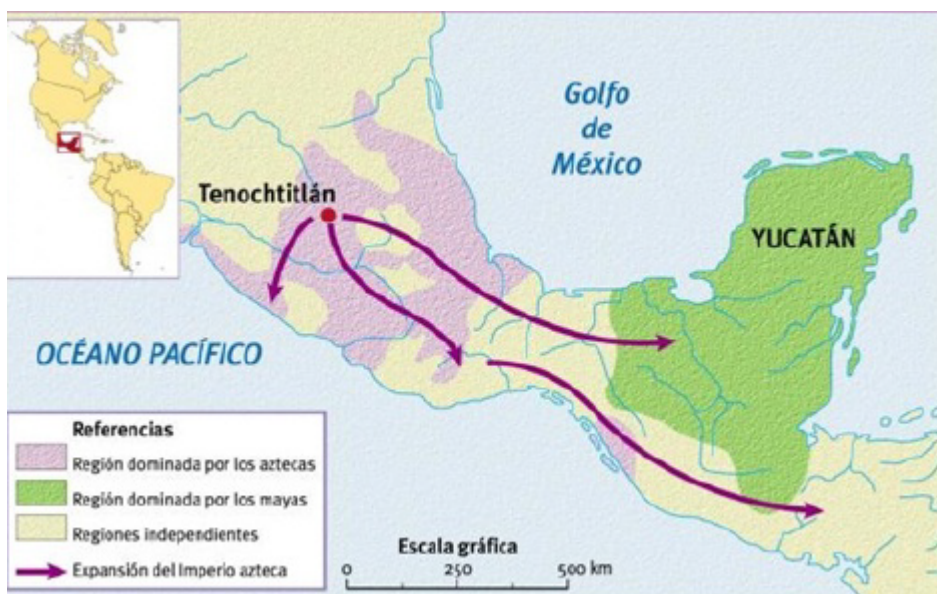 Golfo
de
México
Tenochtitlán
YUCATÁN
OCÉANO PACÍFICO
Referencias
Región dominada por los aztecas
Región dominada por los mayas
Regiones independientes
Expansión del Imperio azteca
Escala gráfica
0 250 500 km